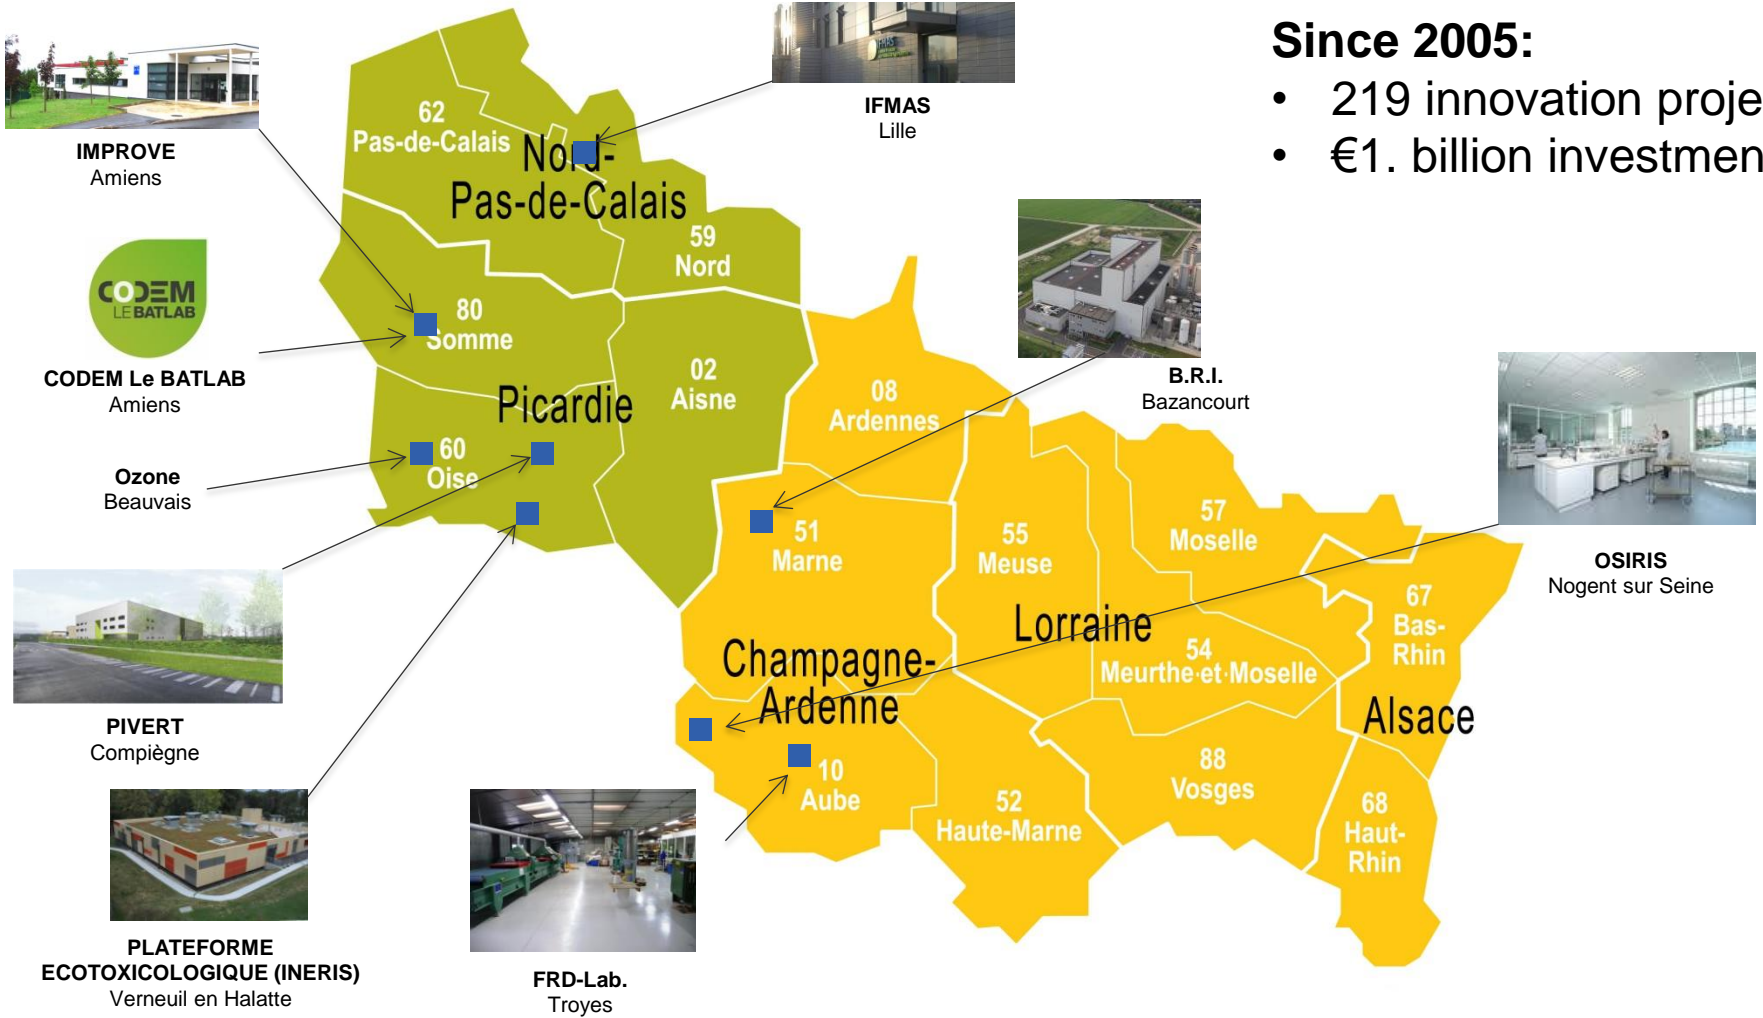 Since 2005:
• 219 innovation proje
• €1. billion investmen
IMPROVE
Amiens
IFMAS
IFMAS
Lille
CODEM
LE BATLAB
CODEM Le BATLAB
Amiens
Ozone
Beauvais
PIVERT
Compiègne
PLATEFORME
ECOTOXICOLOGIQUE (INERIS)
Verneuil en Halatte
FRD-Lab.
Troyes
B.R.I.
Bazancourt
OSIRIS
Nogent sur Seine
62
Pas-de-Calais
Nord-
Pas-de-Calais
59
Nord
80
Somme
02
Aisne
Picardie
60
Oise
08
Ardennes
51
Marne
55
Meuse
57
Moselle
67
Bas-
Rhin
Lorraine
54
Meurthe·et·Moselle
Champagne-
Ardenne
Alsace
10
Aube
52
Haute-Marne
88
Vosges
68
Haut-
Rhin